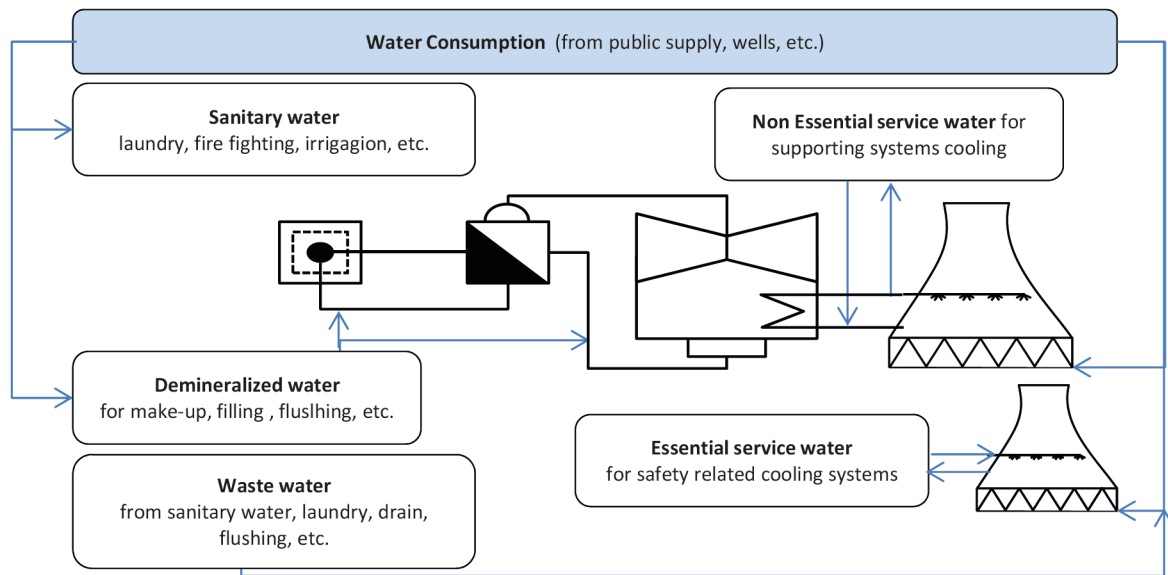 Water Consumption (from public supply, wells, etc.)
Sanitary water
laundry, fire fighting, irrigagion, etc.
Non Essential service water for
supporting systems cooling
Demineralized water
for make-up, filling , fluslhing, etc.
Essential service water
for safety related cooling systems
Waste water
from sanitary water, laundry, drain,
flushing, etc.